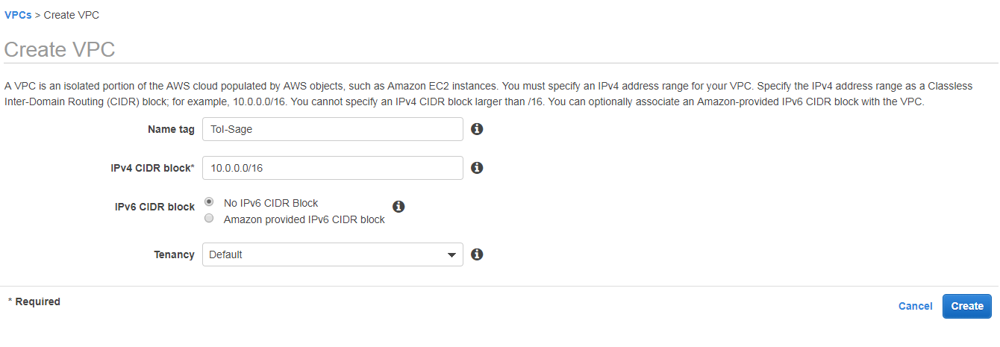 VPCs > Create VPC
Create VPC
A VPC is an isolated portion of the AWS cloud populated by AWS objects, such as Amazon EC2 instances. You must specify an IPv4 address range for your VPC. Specify the IPv4 address range as a Classless
Inter-Domain Routing (CIDR) block; for example, 10.0.0.0/16. You cannot specify an IPv4 CIDR block larger than /16. You can optionally associate an Amazon-provided IPv6 CIDR block with the VPC.
Name tag Tol-Sage
IPv4 CIDR block* 10.0.0.0/16
IPv6 CIDR block No IPv6 CIDR Block
Amazon provided IPv6 CIDR block
Tenancy Default
* Required
Cancel Create